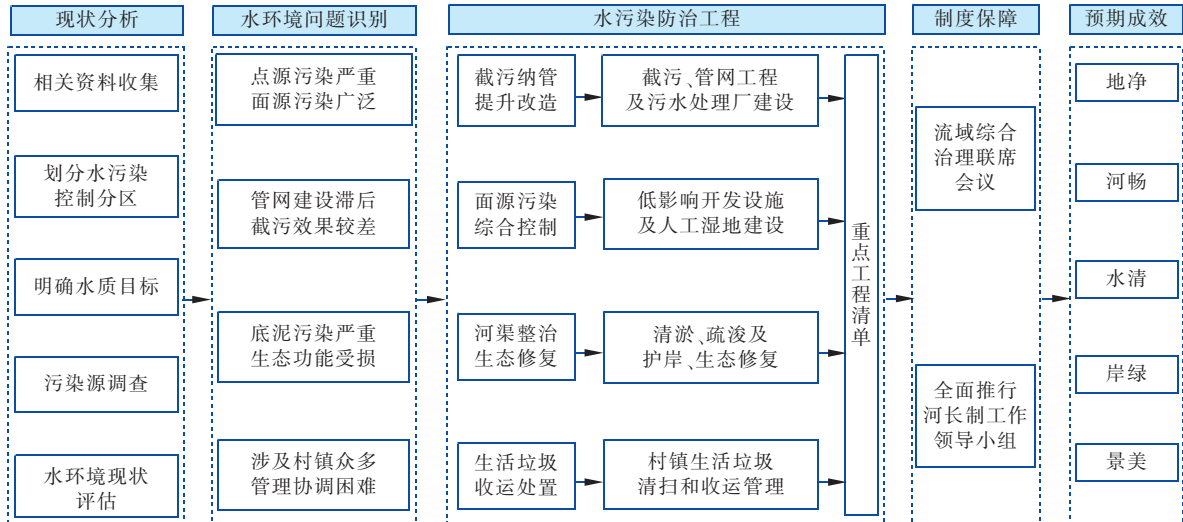 现状分析
相关资料收集
划分水污染
控制分区
明确水质目标
污染源调查
水环境现状
评估
水环境问题识别
点源污染严重
面源污染广泛
管网建设滞后
截污效果较差
底泥污染严重
生态功能受损
涉及村镇众多
管理协调困难
水污染防治工程
截污纳管
提升改造
截污、管网工程
及污水处理厂建设
面源污染
综合控制
低影响开发设施
及人工湿地建设
河渠整治
生态修复
清淤、疏浚及
护岸、生态修复
生活垃圾
收运处置
村镇生活垃圾
清扫和收运管理
重点工程清单
制度保障
流域综合
治理联席
会议
全面推行
河长制工作
领导小组
预期成效
地净
河畅
水清
岸绿
景美